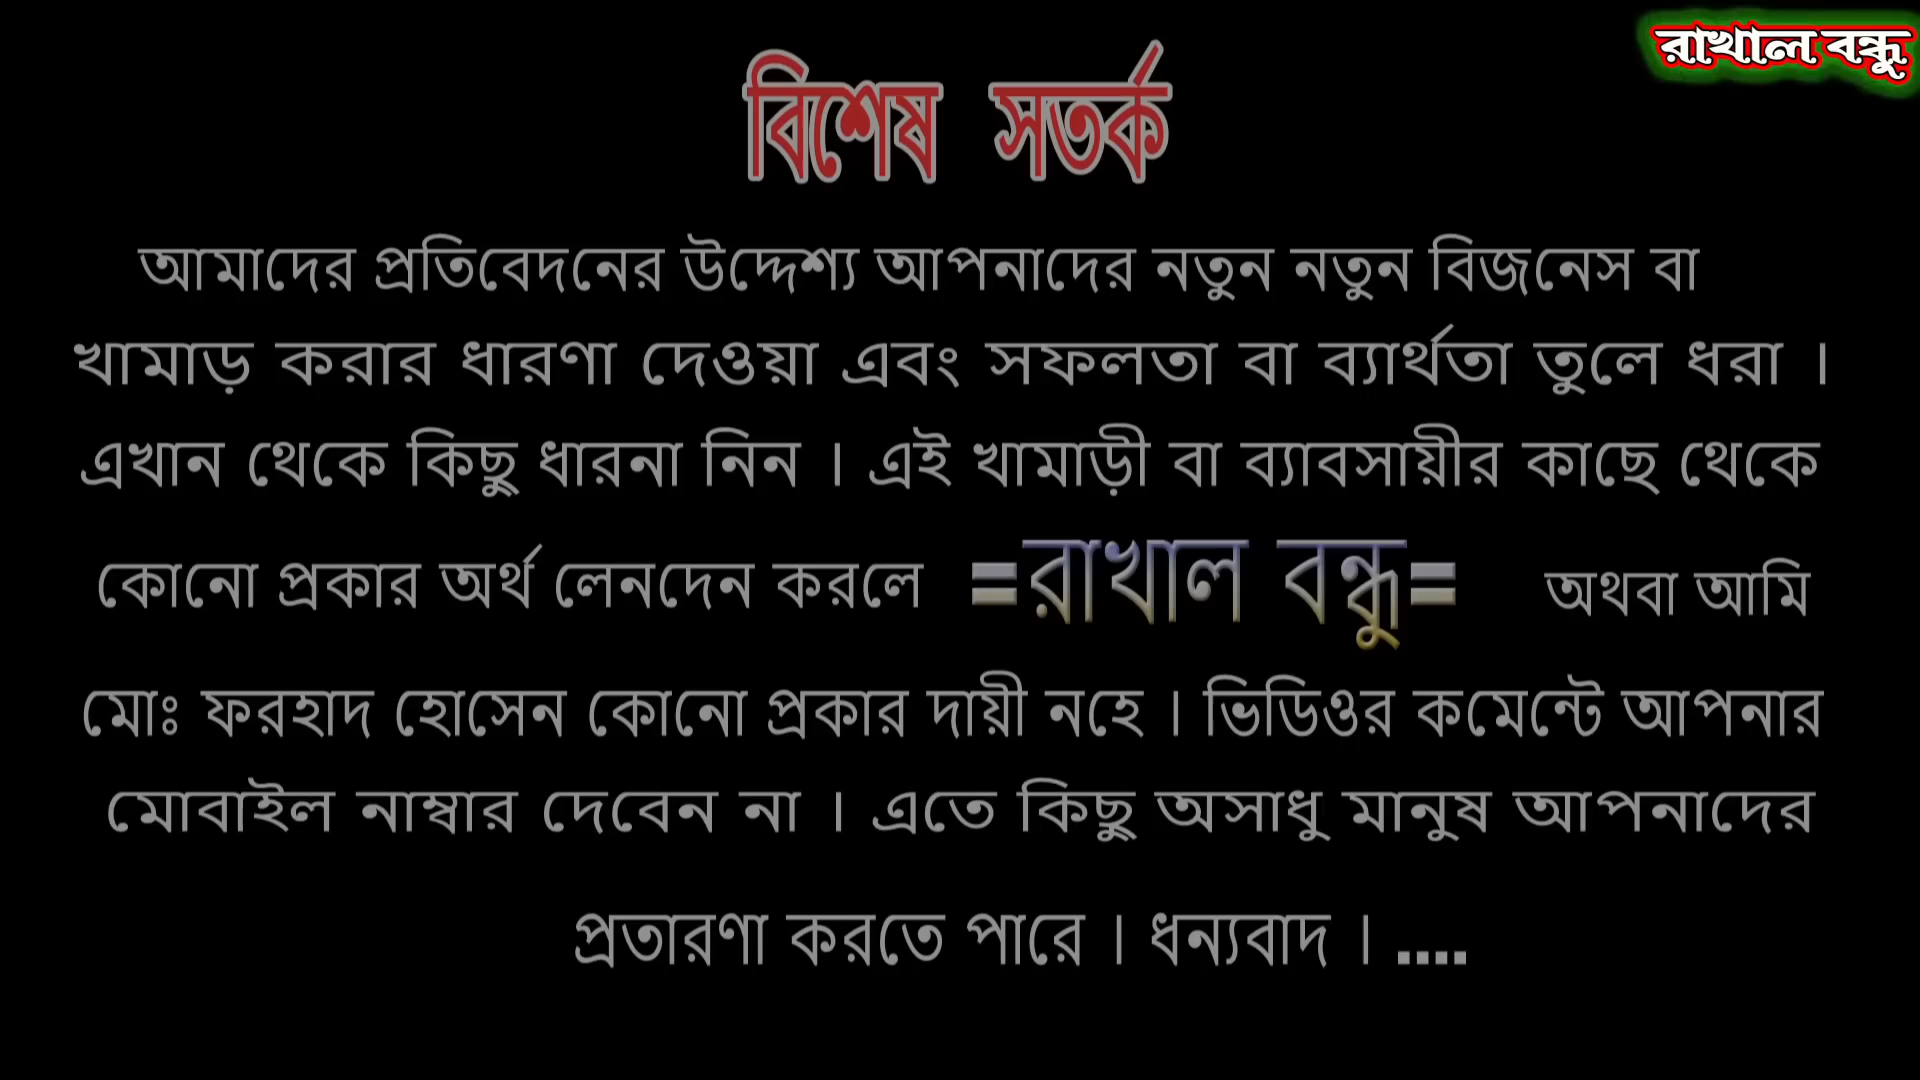 রাখাল বন্ধু
বিশেষ সতর্ক
আমাদের প্রতিবেদনের উদ্দেশ্য আপনাদের নতুন নতুন বিজনেস বা
খামাড় করার ধারণা দেওয়া এবং সফলতা বা ব্যার্থতা তুলে ধরা ।
এখান থেকে কিছু ধারনা নিন । এই খামাড়ী বা ব্যাবসায়ীর কাছে থেকে
কোনো প্রকার অর্থ লেনদেন করলে =রাখাল বন্ধু= অথবা আমি
মোঃ ফরহাদ হোসেন কোনো প্রকার দায়ী নহে । ভিডিওর কমেন্টে আপনার
মোবাইল নাম্বার দেবেন না । এতে কিছু অসাধু মানুষ আপনাদের
প্রতারণা করতে পারে । ধন্যবাদ । ....